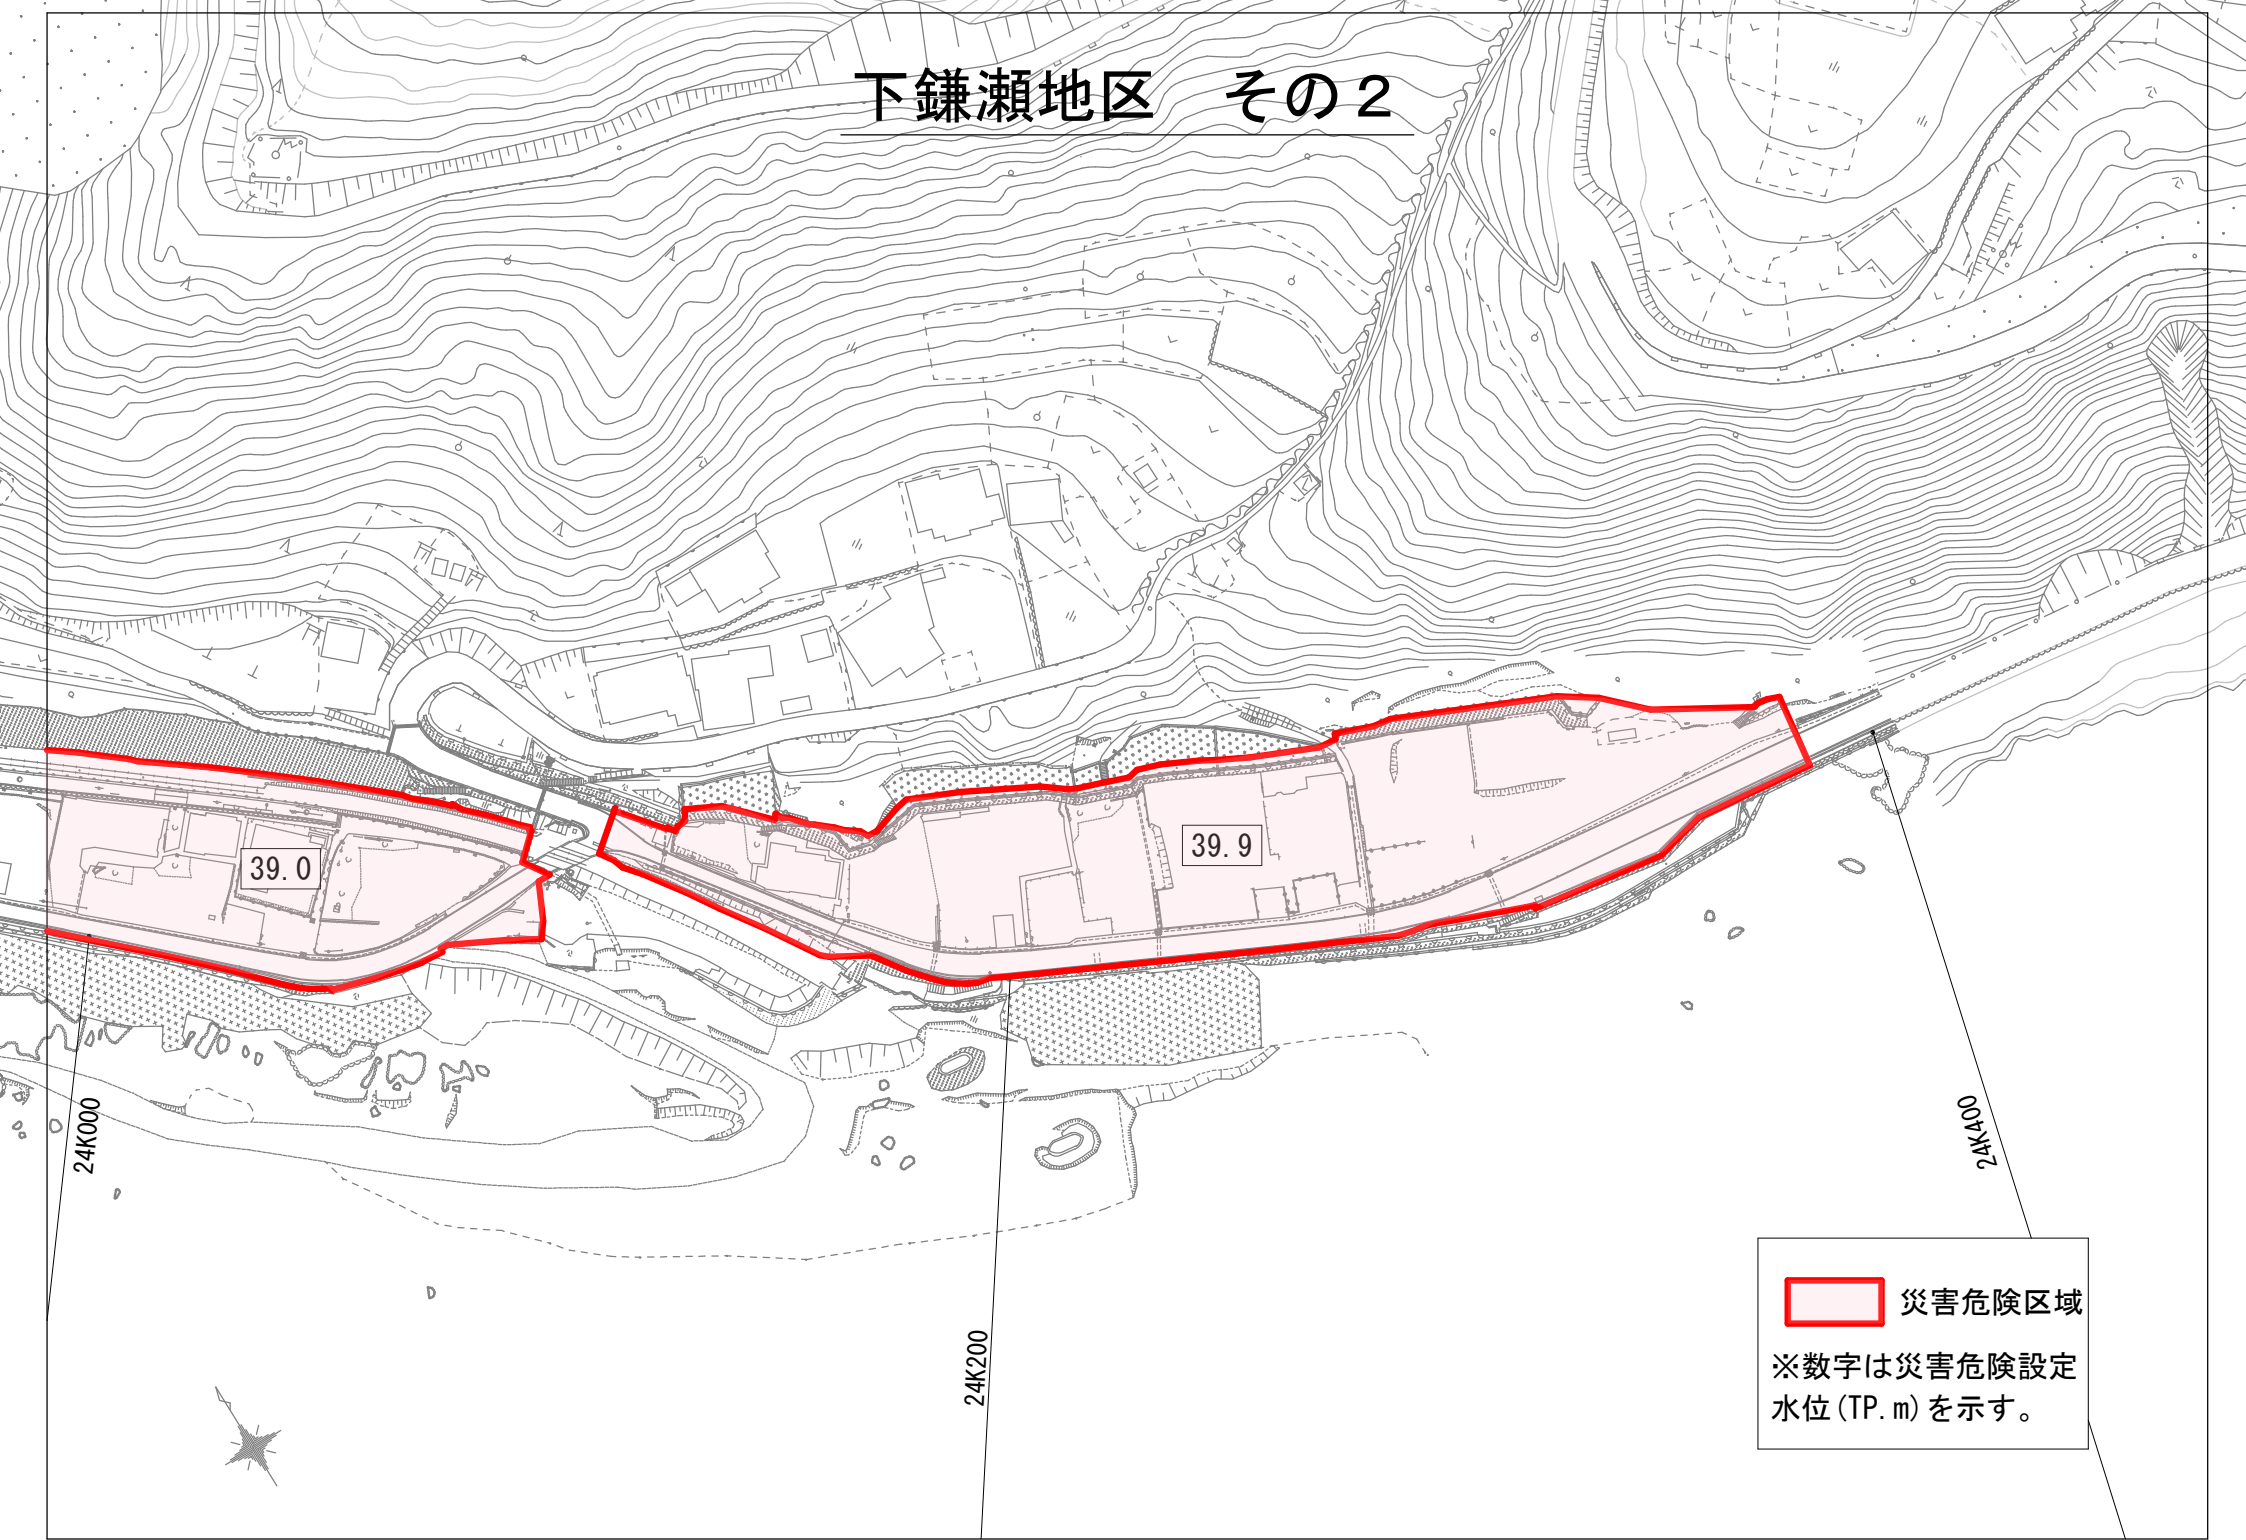 下鎌瀬地区　その２
39.0
39.9
24K000
24K200
24K400
災害危険区域
※数字は災害危険設定
水位(TP.m)を示す。